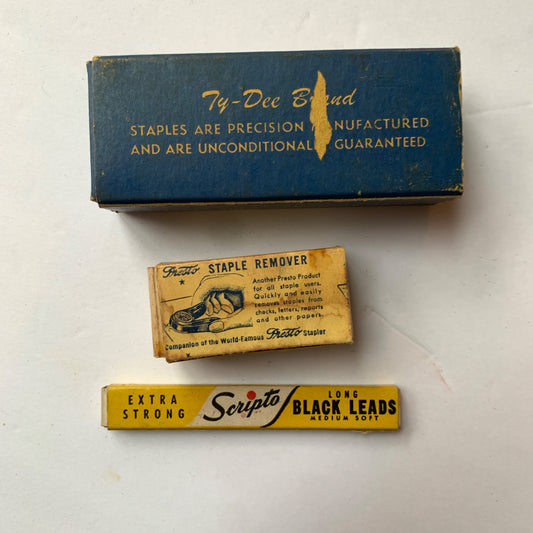 Ty-Dee B nd
STAPLES ARE PRECISION NUFACTURED
AND ARE UNCONDITIONAL GUARANTEED
Presto STAPLE REMOVER
Another Presto Product
for all staple users.
Quickly and easily
removes staples from
checks, letters, reports
and other papers.
Companion of the World-Famous Presto Stapler
EXTRA
STRONG
Scripto
LONG
BLACK LEADS
MEDIUM SOFT